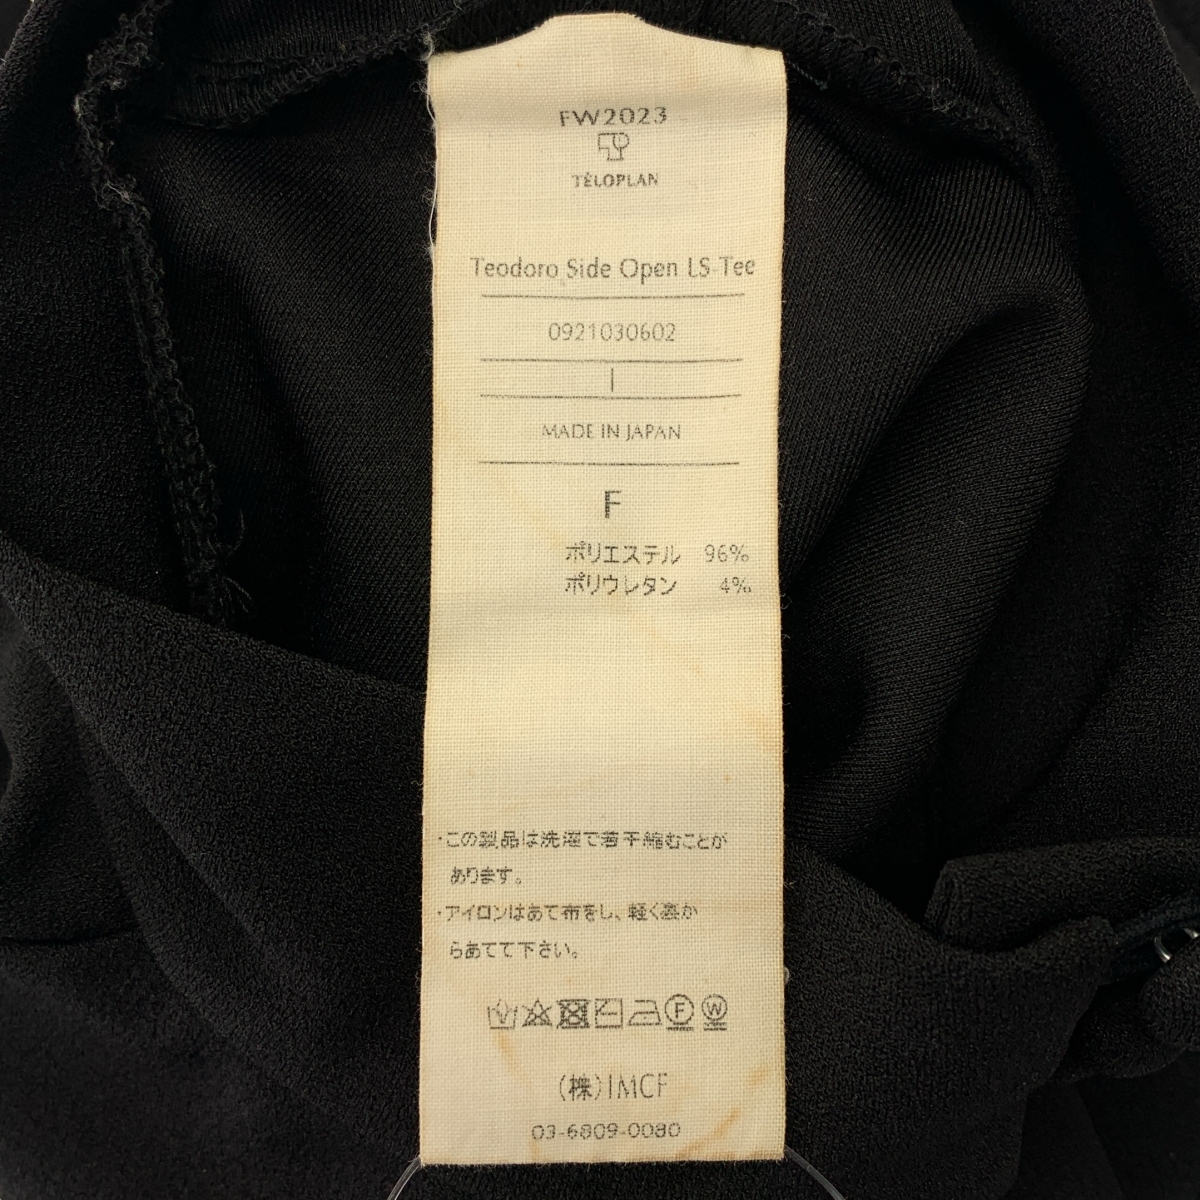 FW2023
TÉLOPLAN
Teodoro Side Open LS-Tee
0921030602
1
MADE IN JAPAN
F
ポリエステル 96%
ポリウレタン 4%
・この製品は洗濯で若干縮むことが
あります。
・アイロンはあて布をし、軽く裏か
らあてて下さい。
F W
(株)IMCF
03-6809-0080